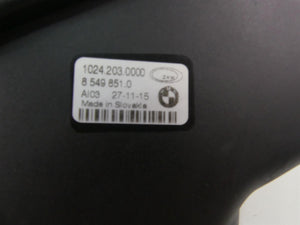 1024.203.0000
8 549 851.0
AI03 27-11-15
Made in Slovakia